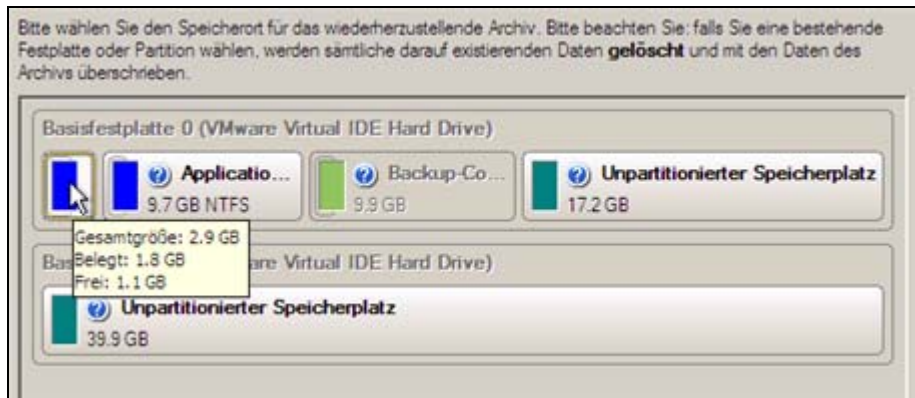 Bitte wählen Sie den Speicherort für das wiederherzustellende Archiv. Bitte beachten Sie: falls Sie eine bestehende
Festplatte oder Partition wählen, werden sämtliche darauf existierenden Daten gelöscht und mit den Daten des
Archivs überschrieben.
Basisfestplatte 0 (VMware Virtual IDE Hard Drive)
Applicatio...
9.7 GB NTFS
Backup-Co...
9.9 GB
Unpartitionierter Speicherplatz
17.2 GB
Gesamtgröße: 2.9 GB
Belegt: 1.8 GB
Frei: 1.1 GB
Virtual IDE Hard Drive)
Unpartitionierter Speicherplatz
39.9 GB